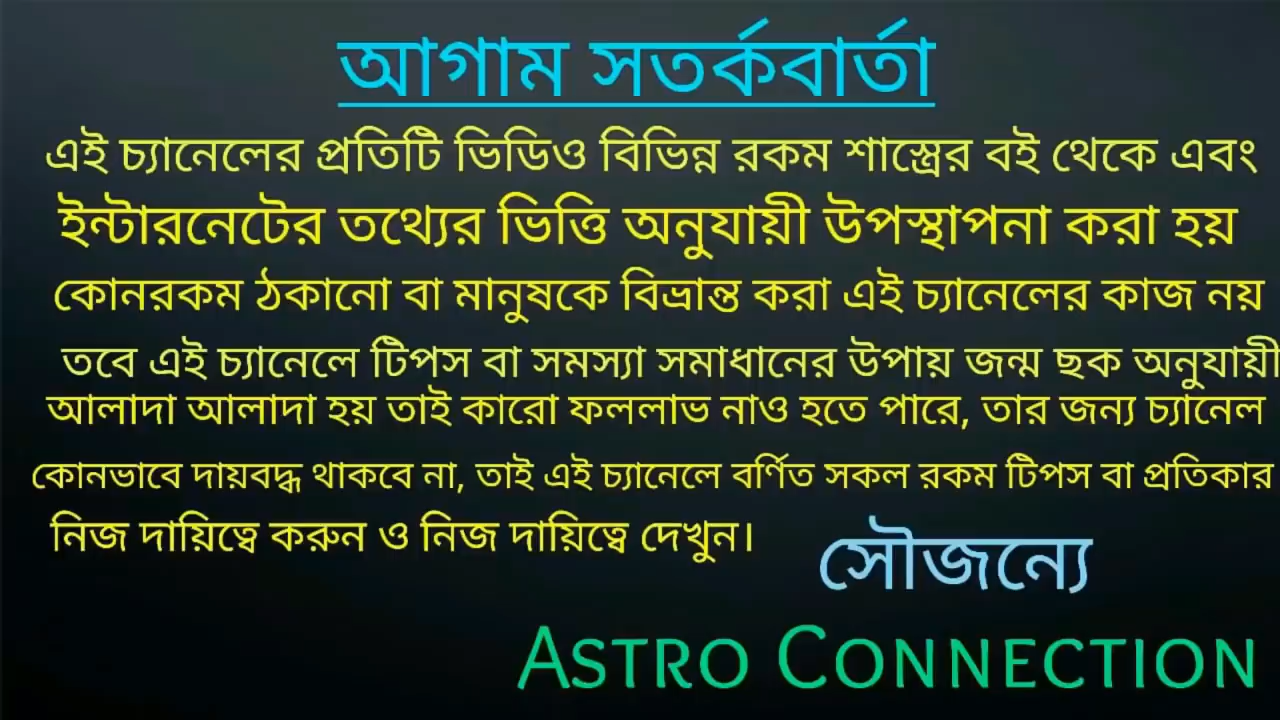 আগাম সতর্কবার্তা
এই চ্যানেলের প্রতিটি ভিডিও বিভিন্ন রকম শাস্ত্রের বই থেকে এবং
ইন্টারনেটের তথ্যের ভিত্তি অনুযায়ী উপস্থাপনা করা হয়
কোনরকম ঠকানো বা মানুষকে বিভ্রান্ত করা এই চ্যানেলের কাজ নয়
তবে এই চ্যানেলে টিপস বা সমস্যা সমাধানের উপায় জন্ম ছক অনুযায়ী
আলাদা আলাদা হয় তাই কারো ফললাভ নাও হতে পারে, তার জন্য চ্যানেল
কোনভাবে দায়বদ্ধ থাকবে না, তাই এই চ্যানেলে বর্ণিত সকল রকম টিপস বা প্রতিকার
নিজ দায়িত্বে করুন ও নিজ দায়িত্বে দেখুন।
সৌজন্যে
ASTRO CONNECTION